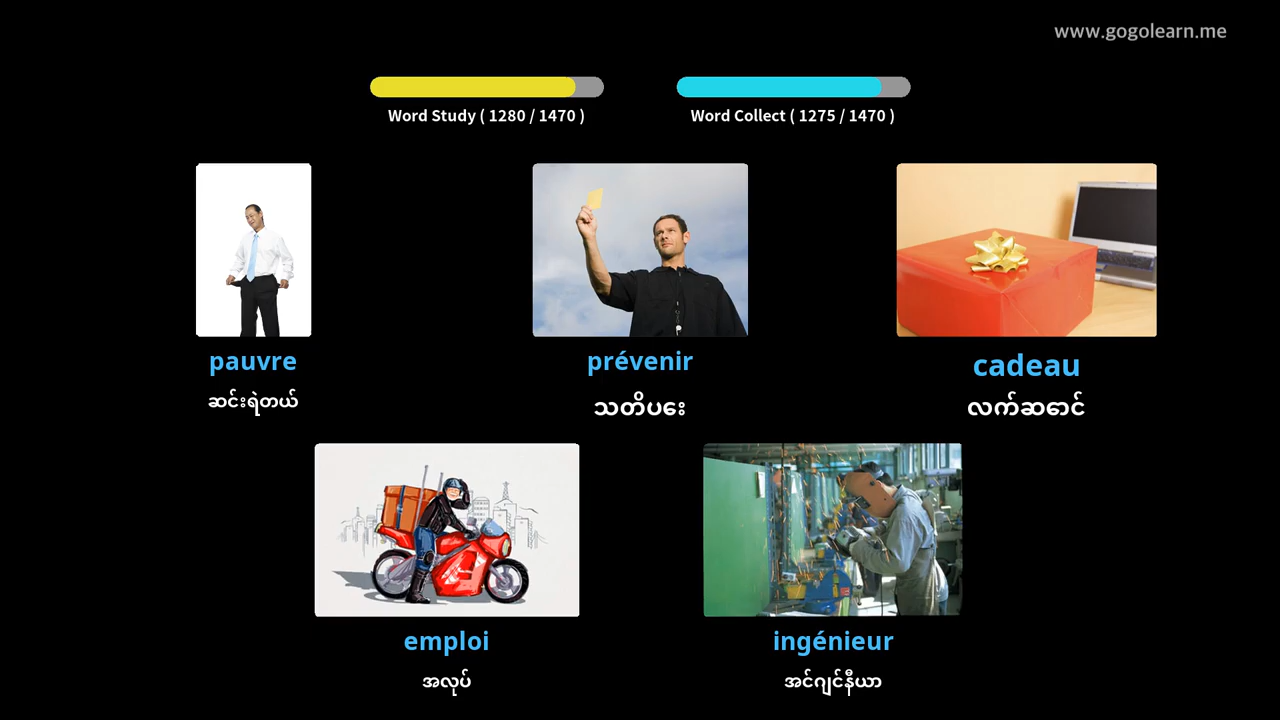 www.gogolearn.me
Word Study ( 1280 / 1470 )
Word Collect ( 1275 / 1470 )
pauvre
ဆင်းရဲတယ်
prévenir
သတိပေး
cadeau
လက်ဆောင်
emploi
အလုပ်
ingénieur
အင်ဂျင်နီယာ